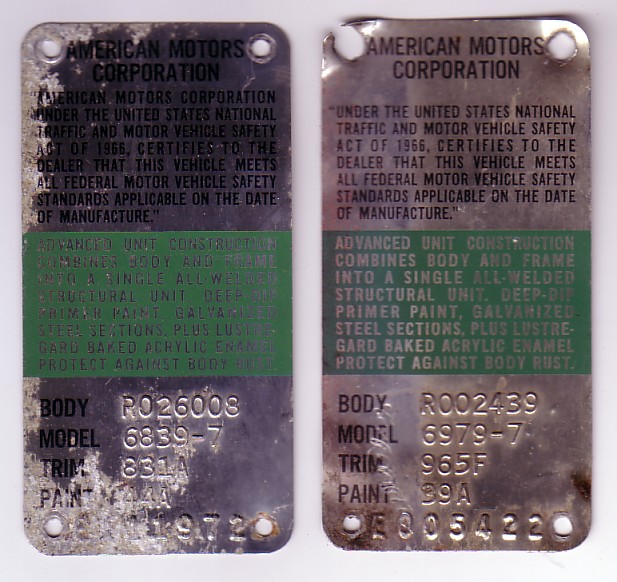 AMERICAN MOTORS
CORPORATION
"AMERICAN MOTORS CORPORATION
UNDER THE UNITED STATES NATIONAL
TRAFFIC AND MOTOR VEHICLE SAFETY
ACT OF 1966, CERTIFIES TO THE
DEALER THAT THIS VEHICLE MEETS
ALL FEDERAL MOTOR VEHICLE SAFETY
STANDARDS APPLICABLE ON THE DATE
OF MANUFACTURE."
ADVANCED UNIT CONSTRUCTION
COMBINES BODY AND FRAME
INTO A SINGLE ALL-WELDED
STRUCTURAL UNIT. DEEP-DIP
PRIMER PAINT, GALVANIZED
STEEL SECTIONS, PLUS LUSTRE-
GARD BAKED ACRYLIC ENAMEL
PROTECT AGAINST BODY RUST.
BODY R026008
MODEL 6839-7
TRIM 831A
PAINT
AMERICAN MOTORS
CORPORATION
"UNDER THE UNITED STATES NATIONAL
TRAFFIC AND MOTOR VEHICLE SAFETY
ACT OF 1966, CERTIFIES TO THE
DEALER THAT THIS VEHICLE MEETS
ALL FEDERAL MOTOR VEHICLE SAFETY
STANDARDS APPLICABLE ON THE DATE
OF MANUFACTURE."
ADVANCED UNIT CONSTRUCTION
COMBINES BODY AND FRAME
INTO A SINGLE ALL-WELDED
STRUCTURAL UNIT. DEEP-DIP
PRIMER PAINT, GALVANIZED
STEEL SECTIONS, PLUS LUSTRE-
GARD BAKED ACRYLIC ENAMEL
PROTECT AGAINST BODY RUST.
BODY R002439
MODEL 6979-7
TRIM 965F
PAINT 39A
E005422